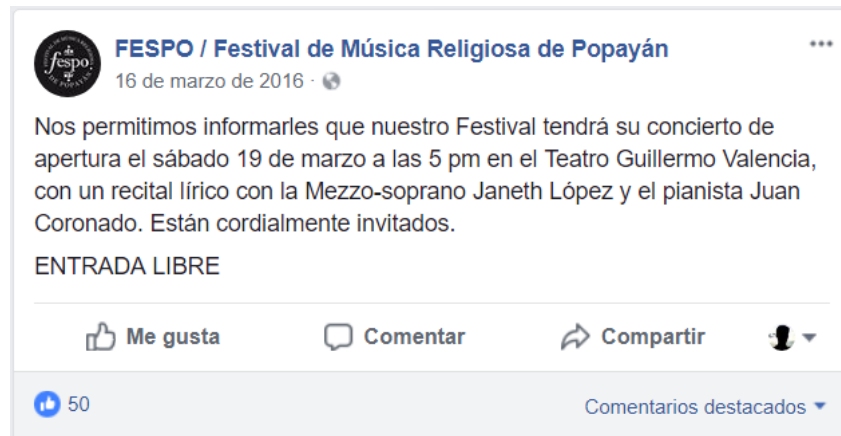 FESPO / Festival de Música Religiosa de Popayán
16 de marzo de 2016
Nos permitimos informarles que nuestro Festival tendrá su concierto de
apertura el sábado 19 de marzo a las 5 pm en el Teatro Guillermo Valencia,
con un recital lírico con la Mezzo-soprano Janeth López y el pianista Juan
Coronado. Están cordialmente invitados.
ENTRADA LIBRE
Me gusta Comentar Compartir
50 Comentarios destacados
fespo
DE POPAYÁN